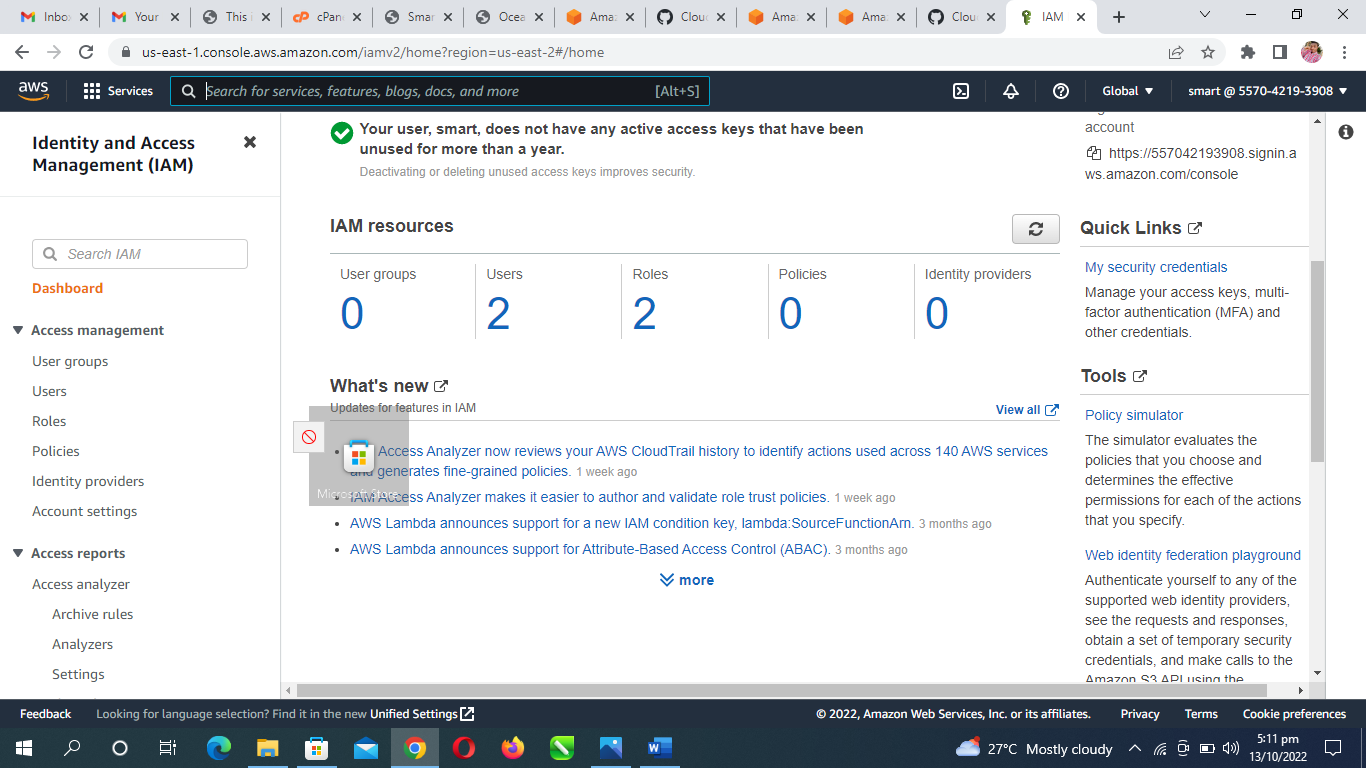 Inbo
Your
This i
cPan
Smar
Ocea
Amaz
Clou
Amaz
Amaz
Clou
IAM
us-east-1.console.aws.amazon.com/iamv2/home?region=us-east-2#/home
aws
Services
Search for services, features, blogs, docs, and more
[Alt+S]
Global
smart @ 5570-4219-3908
Identity and Access
Management (IAM)
Search IAM
Dashboard
Access management
User groups
Users
Roles
Policies
Identity providers
Account settings
Access reports
Access analyzer
Archive rules
Analyzers
Settings
Your user, smart, does not have any active access keys that have been
unused for more than a year.
Deactivating or deleting unused access keys improves security.
IAM resources
User groups
0
Users
2
Roles
2
Policies
0
Identity providers
0
What's new
Updates for features in IAM
View all
Access Analyzer now reviews your AWS CloudTrail history to identify actions used across 140 AWS services
and generates fine-grained policies. 1 week ago
IAM Access Analyzer makes it easier to author and validate role trust policies. 1 week ago
AWS Lambda announces support for a new IAM condition key, lambda:SourceFunctionArn. 3 months ago
AWS Lambda announces support for Attribute-Based Access Control (ABAC). 3 months ago
more
Microsoft Store
account
https://557042193908.signin.a
ws.amazon.com/console
Quick Links
My security credentials
Manage your access keys, multi-
factor authentication (MFA) and
other credentials.
Tools
Policy simulator
The simulator evaluates the
policies that you choose and
determines the effective
permissions for each of the actions
that you specify.
Web identity federation playground
Authenticate yourself to any of the
supported web identity providers,
see the requests and responses,
obtain a set of temporary security
credentials, and make calls to the
Amazon S3 API using the
Feedback
Looking for language selection? Find it in the new Unified Settings
© 2022, Amazon Web Services, Inc. or its affiliates.
Privacy
Terms
Cookie preferences
27°C Mostly cloudy
5:11 pm
13/10/2022